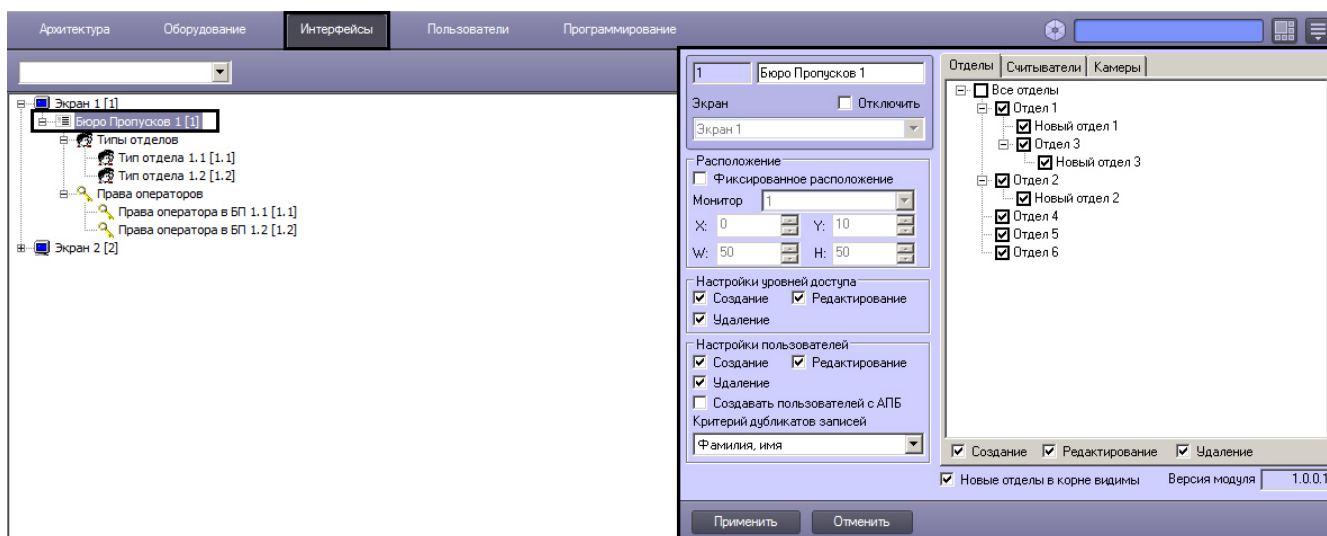 Архитектура Оборудование Интерфейсы Пользователи Программирование
Экран 1 [1]
Бюро Пропусков 1 [1]
Типы отделов
Тип отдела 1.1 [1.1]
Тип отдела 1.2 [1.2]
Права операторов
Права оператора в БП 1.1 [1.1]
Права оператора в БП 1.2 [1.2]
Экран 2 [2]
1 Бюро Пропусков 1
Экран Отключить
Экран 1
Расположение
Фиксированное расположение
Монитор 1
X: 0 Y: 10
W: 50 H: 50
Настройки уровней доступа
Создание Редактирование
Удаление
Настройки пользователей
Создание Редактирование
Удаление
Создавать пользователей с АПБ
Критерий дубликатов записей
Фамилия, имя
Отделы Считыватели Камеры
Все отделы
Отдел 1
Новый отдел 1
Отдел 3
Новый отдел 3
Отдел 2
Новый отдел 2
Отдел 4
Отдел 5
Отдел 6
Создание Редактирование Удаление
Новые отделы в корне видимы Версия модуля 1.0.0.1
Применить Отменить